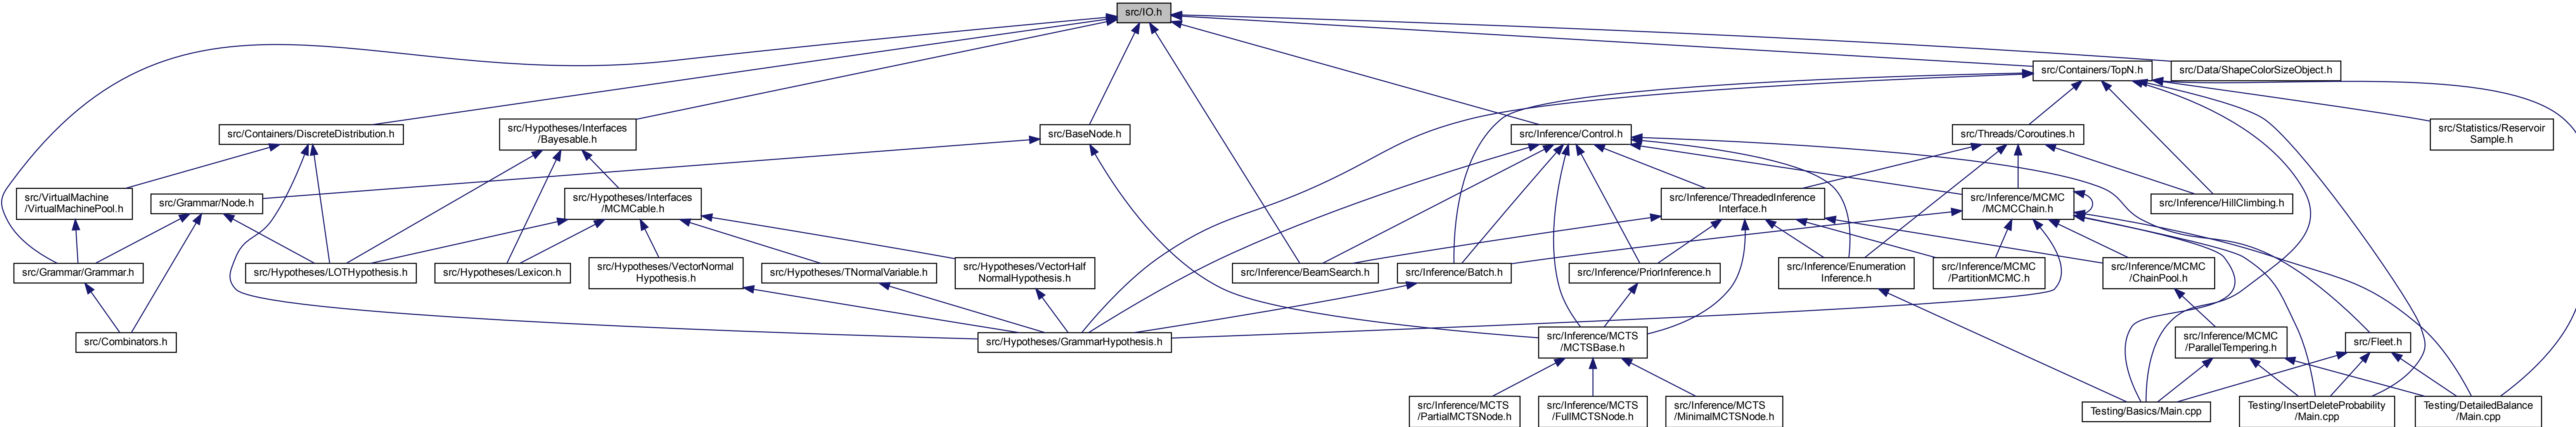 src/IO.h
src/Containers/TopN.h
src/Data/ShapeColorSizeObject.h
src/Containers/DiscreteDistribution.h
src/Hypotheses/Interfaces
/Bayesable.h
src/BaseNode.h
src/Inference/Control.h
src/Threads/Coroutines.h
src/Statistics/Reservoir
Sample.h
src/VirtualMachine
/VirtualMachinePool.h
src/Grammar/Node.h
src/Hypotheses/Interfaces
/MCMCable.h
src/Inference/ThreadedInference
Interface.h
src/Inference/MCMC
/MCMCChain.h
src/Inference/HillClimbing.h
src/Grammar/Grammar.h
src/Hypotheses/LOTHypothesis.h
src/Hypotheses/Lexicon.h
src/Hypotheses/VectorNormal
Hypothesis.h
src/Hypotheses/TNormalVariable.h
src/Hypotheses/VectorHalf
NormalHypothesis.h
src/Inference/BeamSearch.h
src/Inference/Batch.h
src/Inference/PriorInference.h
src/Inference/Enumeration
Inference.h
src/Inference/MCMC
/PartitionMCMC.h
src/Inference/MCMC
/ChainPool.h
src/Combinators.h
src/Hypotheses/GrammarHypothesis.h
src/Inference/MCTS
/MCTSBase.h
src/Inference/MCMC
/ParallelTempering.h
src/Fleet.h
src/Inference/MCTS
/PartialMCTSNode.h
src/Inference/MCTS
/FullMCTSNode.h
src/Inference/MCTS
/MinimalMCTSNode.h
Testing/Basics/Main.cpp
Testing/InsertDeleteProbability
/Main.cpp
Testing/DetailedBalance
/Main.cpp